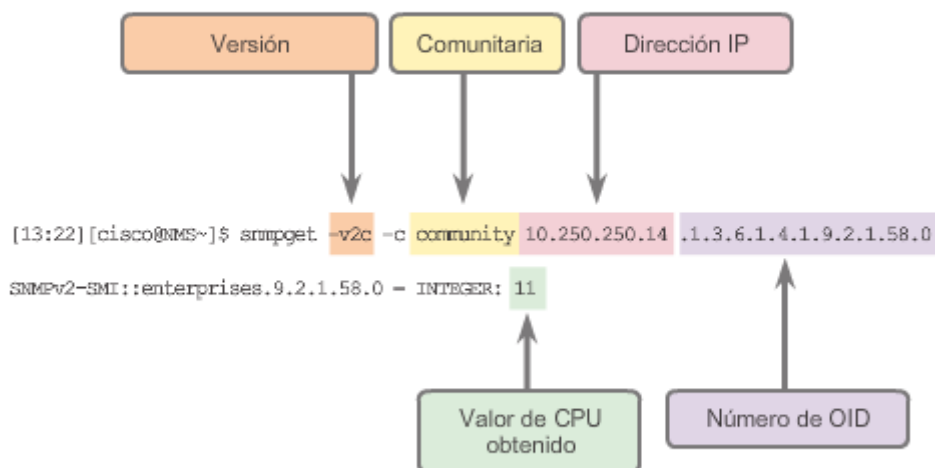 Versión
Comunitaria
Dirección IP
[13:22][cisco@NMS~]$ snmpget -v2c -c community 10.250.250.14 .1.3.6.1.4.1.9.2.1.58.0
SNMPv2-SMI::enterprises.9.2.1.58.0 = INTEGER: 11
Valor de CPU
obtenido
Número de OID